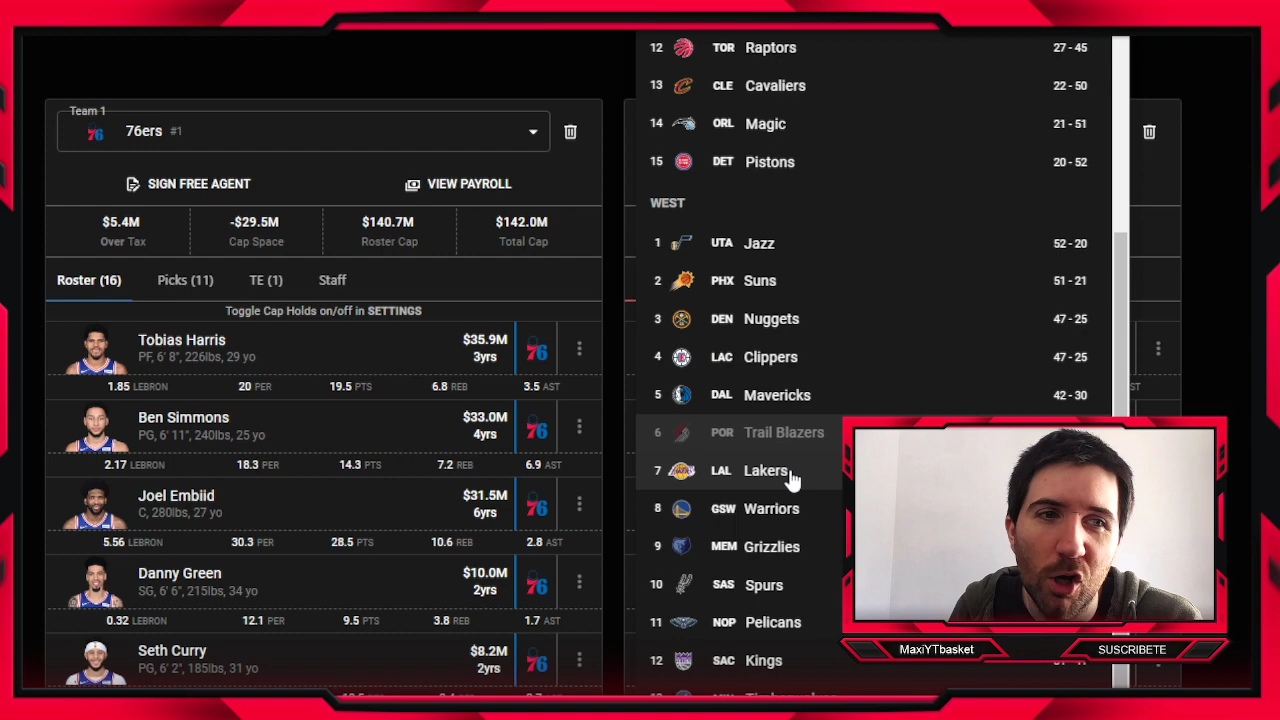 Team 1
76ers #1
SIGN FREE AGENT
VIEW PAYROLL
$5.4M
Over Tax
-$29.5M
Cap Space
$140.7M
Roster Cap
$142.0M
Total Cap
Roster (16)
Picks (11)
TE (1)
Staff
Toggle Cap Holds on/off in SETTINGS
Tobias Harris
PF, 6' 8", 226lbs, 29 yo
$35.9M
3yrs
1.85 LEBRON 20 PER 19.5 PTS 6.8 REB 3.5 AST
Ben Simmons
PG, 6' 11", 240lbs, 25 yo
$33.0M
4yrs
2.17 LEBRON 18.3 PER 14.3 PTS 7.2 REB 6.9 AST
Joel Embiid
C, 280lbs, 27 yo
$31.5M
6yrs
5.56 LEBRON 30.3 PER 28.5 PTS 10.6 REB 2.8 AST
Danny Green
SG, 6' 6", 215lbs, 34 yo
$10.0M
2yrs
0.32 LEBRON 12.1 PER 9.5 PTS 3.8 REB 1.7 AST
Seth Curry
PG, 6' 2", 185lbs, 31 yo
$8.2M
2yrs
12 TOR Raptors 27 - 45
13 CLE Cavaliers 22 - 50
14 ORL Magic 21 - 51
15 DET Pistons 20 - 52
WEST
1 UTA Jazz 52 - 20
2 PHX Suns 51 - 21
3 DEN Nuggets 47 - 25
4 LAC Clippers 47 - 25
5 DAL Mavericks 42 - 30
6 POR Trail Blazers
7 LAL Lakers
8 GSW Warriors
9 MEM Grizzlies
10 SAS Spurs
11 NOP Pelicans
12 SAC Kings
ST
MaxiYTbasket
SUSCRIBETE